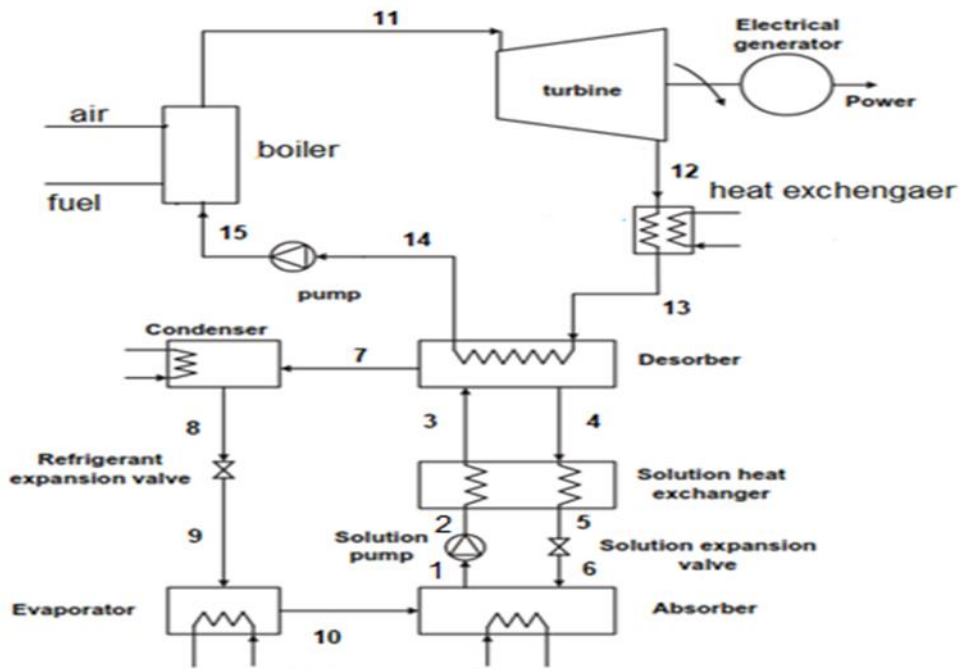 11
Electrical
generator
turbine
Power
air
boiler
fuel
12
heat exchengaer
15
14
pump
13
Condenser
7
Desorber
8
3
4
Refrigerant
expansion valve
Solution heat
exchanger
9
2
5
Solution
pump
Solution expansion
valve
1
6
Evaporator
10
Absorber